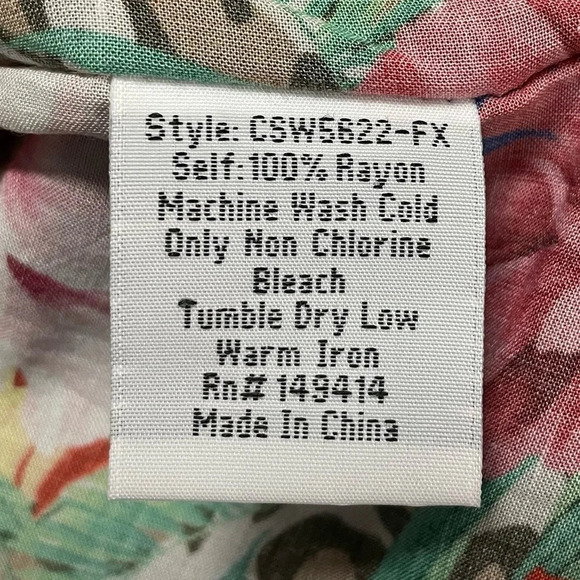 Style: CSW5622-FX
Self:100% Rayon
Machine Wash Cold
Only Non Chlorine
Bleach
Tumble Dry Low
Warm Iron
Rn# 149414
Made In China